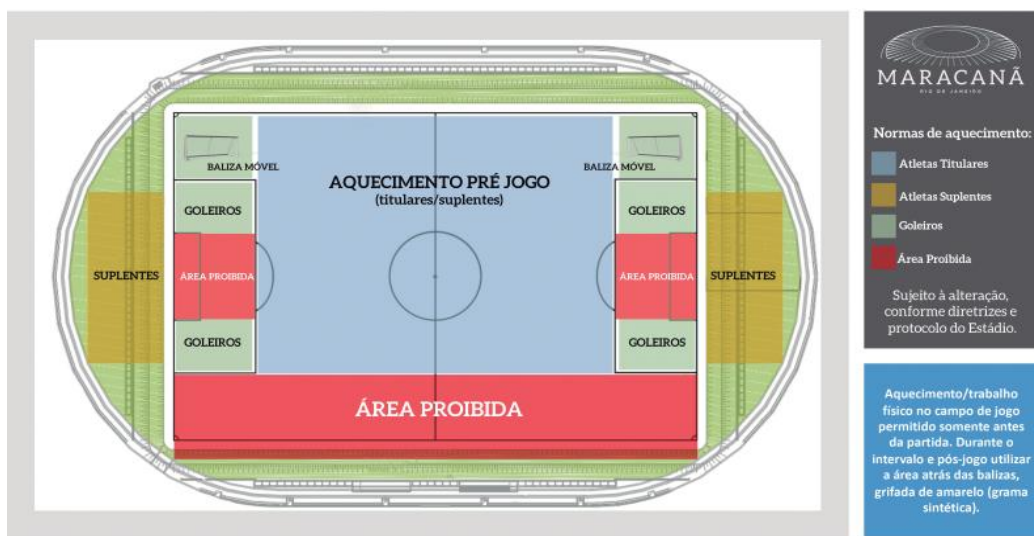 BALIZA MÓVEL
BALIZA MÓVEL
AQUECIMENTO PRÉ JOGO
(titulares/suplentes)
GOLEIROS
GOLEIROS
SUPLENTES
ÁREA PROIBIDA
ÁREA PROIBIDA
SUPLENTES
GOLEIROS
GOLEIROS
ÁREA PROIBIDA
MARACANÃ
RIO DE JANEIRO
Normas de aquecimento:
Atletas Titulares
Atletas Suplentes
Goleiros
Área Proibida
Sujeito à alteração,
conforme diretrizes e
protocolo do Estádio.
Aquecimento/trabalho
físico no campo de jogo
permitido somente antes
da partida. Durante o
intervalo e pós-jogo utilizar
a área atrás das balizas,
grifada de amarelo (grama
sintética).